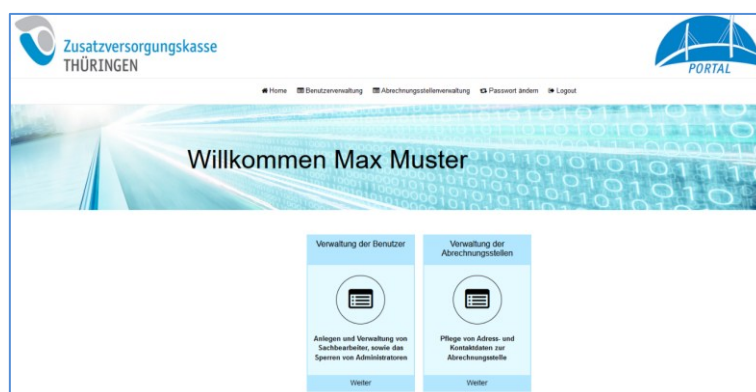 Zusatzversorgungskasse
THÜRINGEN
PORTAL
Home Benutzerverwaltung Abrechnungsstellenverwaltung Passwort ändern Logout
Willkommen Max Muster
Verwaltung der Benutzer
Anlegen und Verwaltung von
Sachbearbeiter, sowie das
Sperren von Administratoren
Weiter
Verwaltung der
Abrechnungsstellen
Pflege von Adress- und
Kontaktdaten zur
Abrechnungsstelle
Weiter